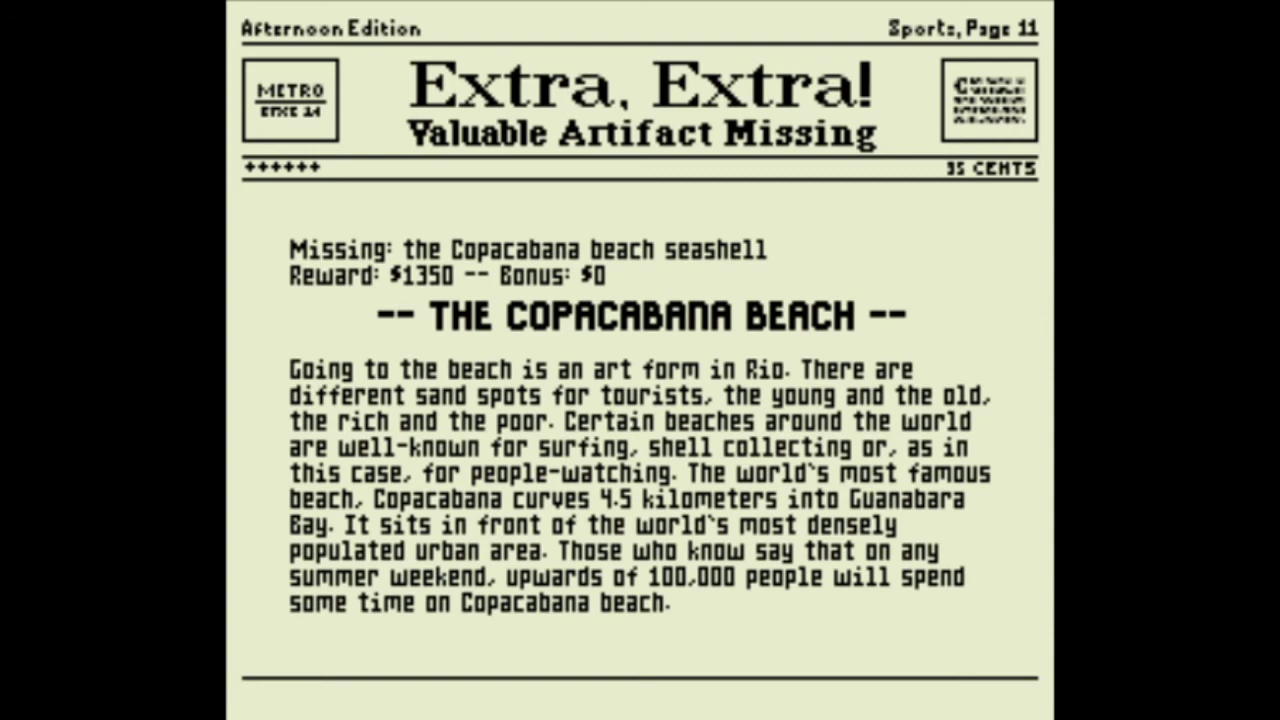 Afternoon Edition
Sports, Page 11
METRO
Extra, Extra!
Valuable Artifact Missing
++++++
35 CENTS
Missing: the Copacabana beach seashell
Reward: $1350 -- Bonus: $0
-- THE COPACABANA BEACH --
Going to the beach is an art form in Rio. There are
different sand spots for tourists, the young and the old,
the rich and the poor. Certain beaches around the world
are well-known for surfing, shell collecting or, as in
this case, for people-watching. The world`s most famous
beach, Copacabana curves 4.5 kilometers into Guanabara
Bay. It sits in front of the world`s most densely
populated urban area. Those who know say that on any
summer weekend, upwards of 100,000 people will spend
some time on Copacabana beach.